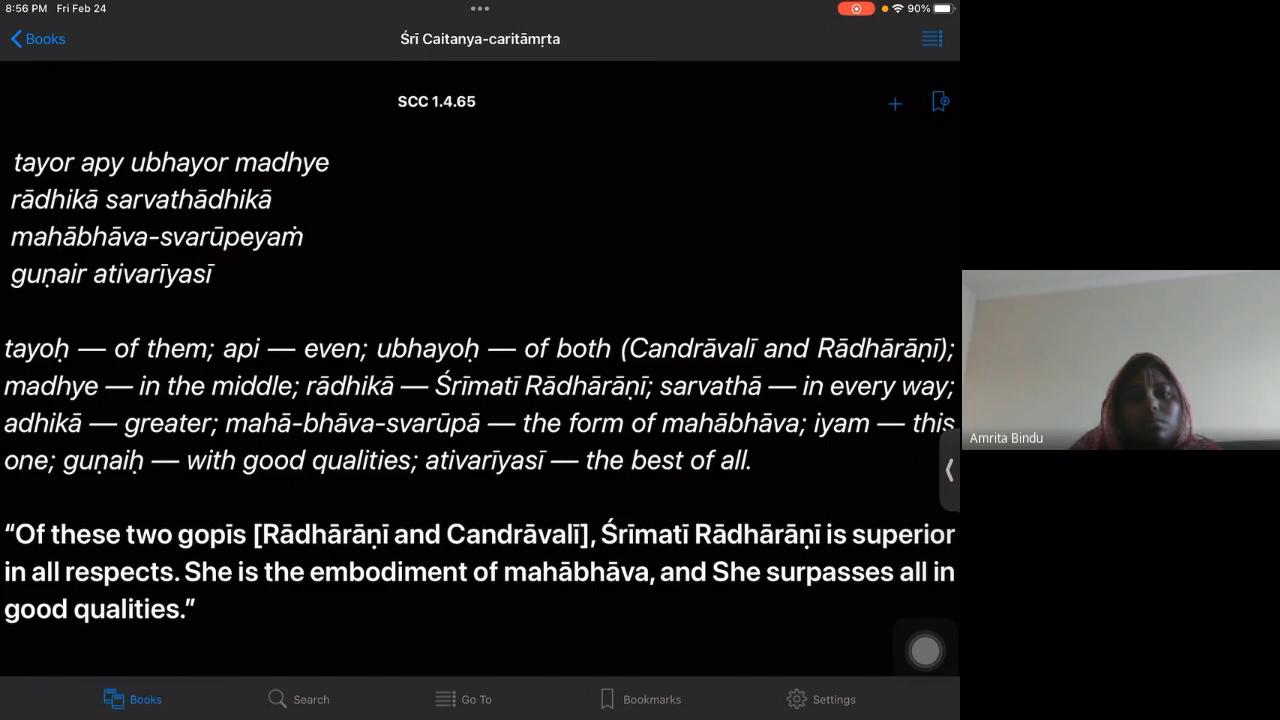 8:56 PM Fri Feb 24
90%
Books
Śrī Caitanya-caritāmṛta
SCC 1.4.65
tayor apy ubhayor madhye
rādhikā sarvathādhikā
mahābhāva-svarūpeyaṁ
guṇair ativarīyasī
tayoḥ — of them; api — even; ubhayoḥ — of both (Candrāvalī and Rādhārāṇī);
madhye — in the middle; rādhikā — Śrīmatī Rādhārāṇī; sarvathā — in every way;
adhikā — greater; mahā-bhāva-svarūpā — the form of mahābhāva; iyam — this
one; guṇaiḥ — with good qualities; ativarīyasī — the best of all.
“Of these two gopīs [Rādhārāṇī and Candrāvalī], Śrīmatī Rādhārāṇī is superior
in all respects. She is the embodiment of mahābhāva, and She surpasses all in
good qualities.”
Books Search Go To Bookmarks Settings
Amrita Bindu